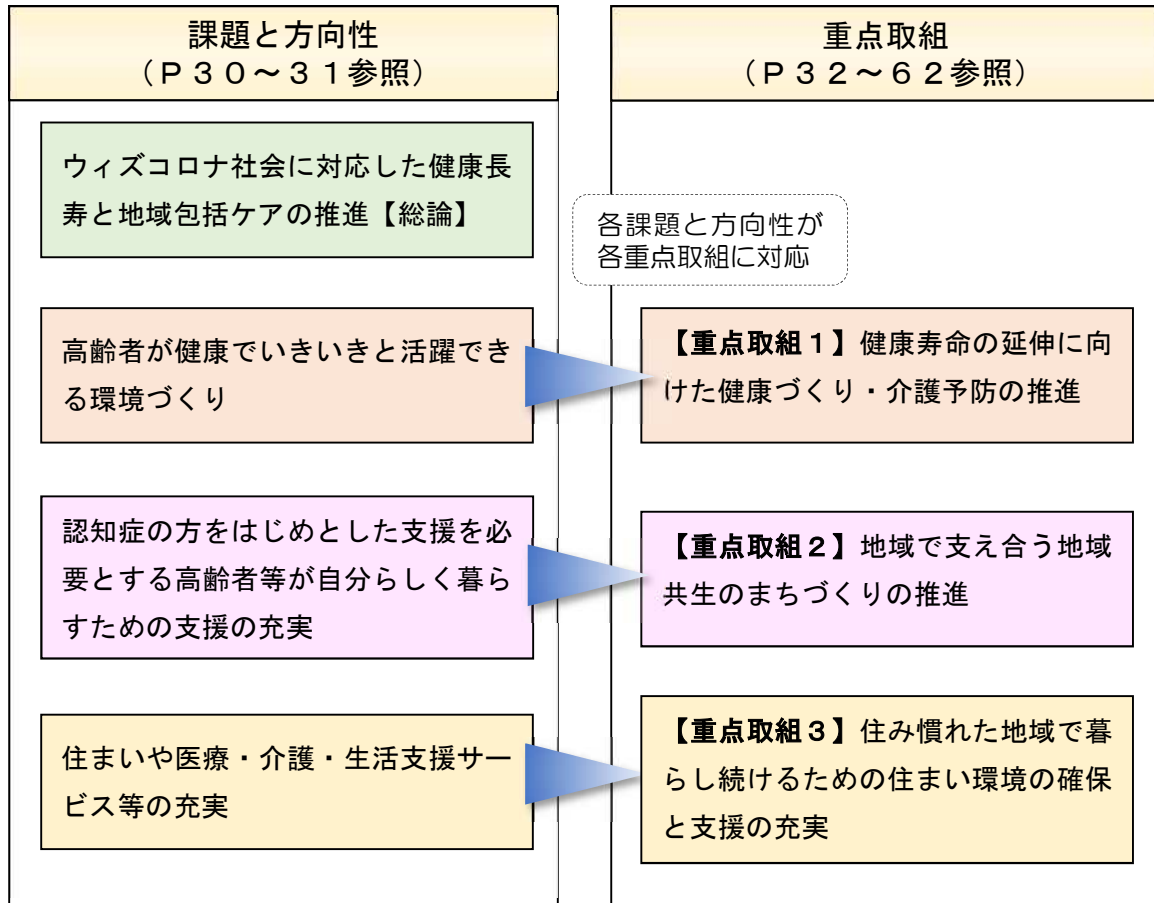 課題と方向性
（Ｐ３０～３１参照）
重点取組
（Ｐ３２～６２参照）
ウィズコロナ社会に対応した健康長
寿と地域包括ケアの推進【総論】
各課題と方向性が
各重点取組に対応
高齢者が健康でいきいきと活躍でき
る環境づくり
【重点取組１】健康寿命の延伸に向
けた健康づくり・介護予防の推進
認知症の方をはじめとした支援を必
要とする高齢者等が自分らしく暮ら
すための支援の充実
【重点取組２】地域で支え合う地域
共生のまちづくりの推進
住まいや医療・介護・生活支援サー
ビス等の充実
【重点取組３】住み慣れた地域で暮
らし続けるための住まい環境の確保
と支援の充実